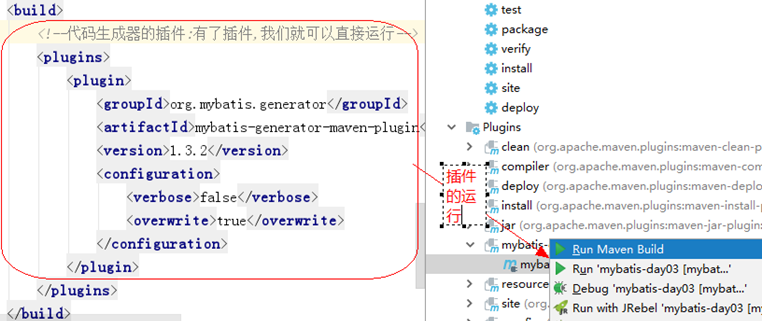 <build>
<!--代码生成器的插件:有了插件,我们就可以直接运行-->
<plugins>
<plugin>
<groupId>org.mybatis.generator</groupId>
<artifactId>mybatis-generator-maven-plugin<
<version>1.3.2</version>
<configuration>
<verbose>false</verbose>
<overwrite>true</overwrite>
</configuration>
</plugin>
</plugins>
</build>
插件
的运
行
test
package
verify
install
site
deploy
Plugins
clean (org.apache.maven.plugins:maven-clean-p
compiler (org.apache.maven.plugins:maven-com
deploy (org.apache.maven.plugins:maven-deplo
install (org.apache.maven.plugins:maven-install-p
jar (org.apache.maven.plugins:maven-jar-plugin:
mybatis-
myba
resource
site (org.
Run Maven Build
Run 'mybatis-day03 [mybat...'
Debug 'mybatis-day03 [mybat...'
Run with JRebel 'mybatis-day03 [mybat...'